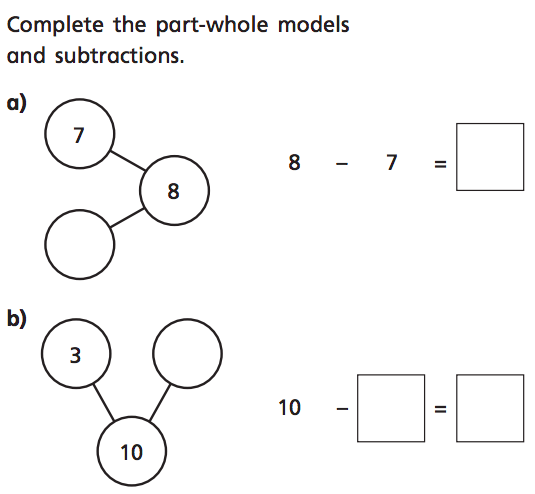 Complete the part-whole models
and subtractions.
a)
7
8
8 – 7 =
b)
3
10
10 – =